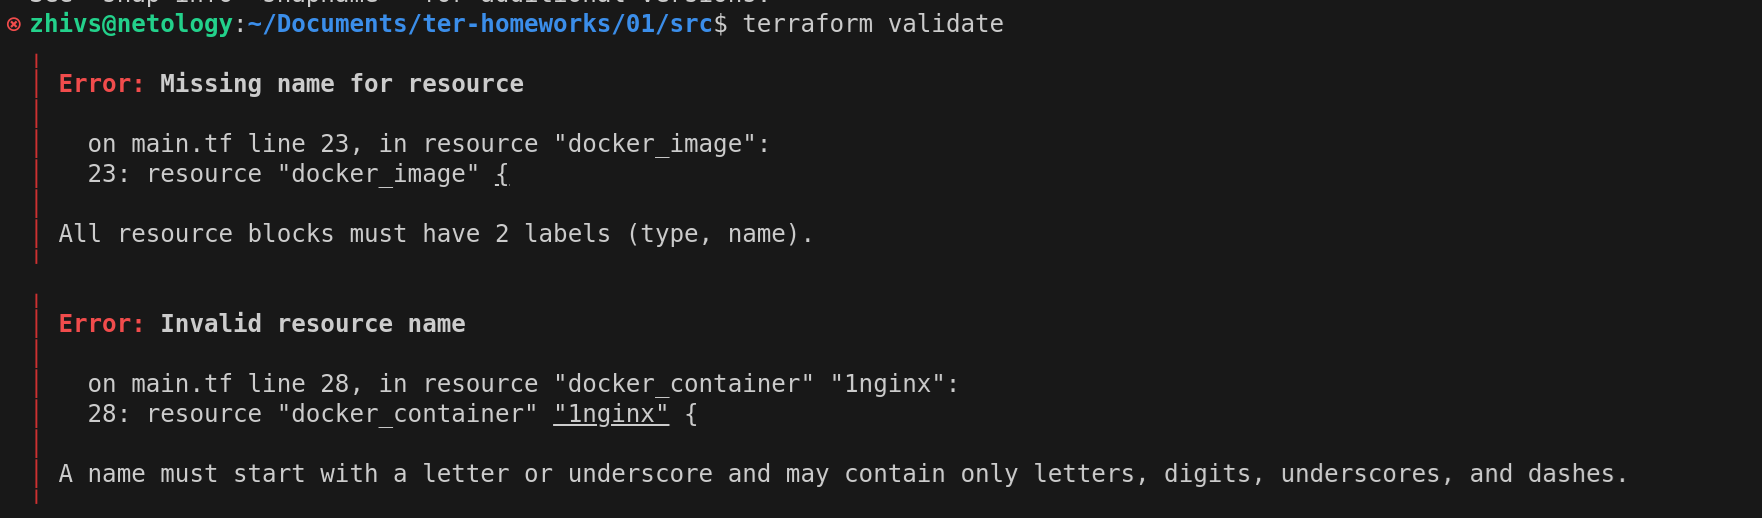 zhivs@netology:~/Documents/ter-homeworks/01/src$ terraform validate
Error: Missing name for resource
on main.tf line 23, in resource "docker_image":
23: resource "docker_image" {
All resource blocks must have 2 labels (type, name).
Error: Invalid resource name
on main.tf line 28, in resource "docker_container" "1nginx":
28: resource "docker_container" "1nginx" {
A name must start with a letter or underscore and may contain only letters, digits, underscores, and dashes.